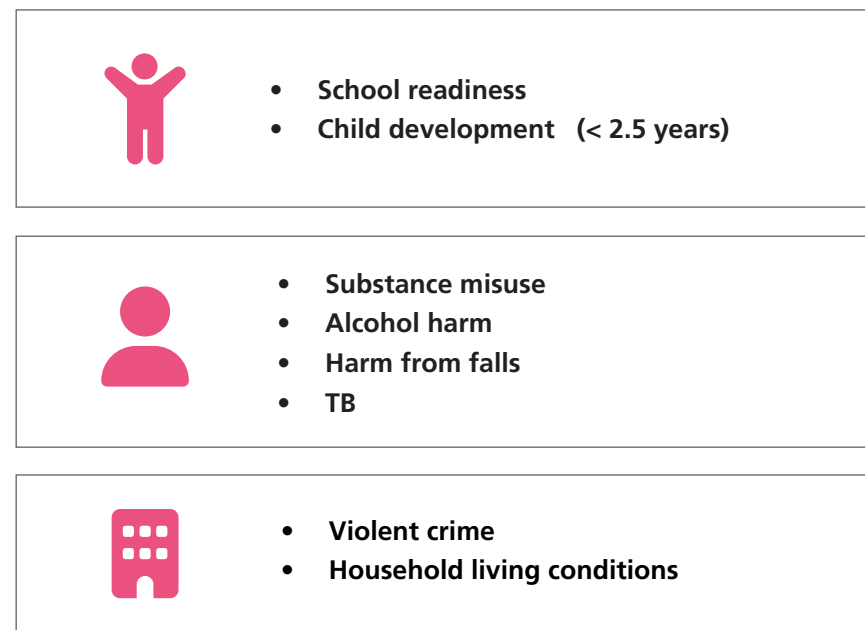 • School readiness
• Child development (< 2.5 years)
• Substance misuse
• Alcohol harm
• Harm from falls
• TB
• Violent crime
• Household living conditions